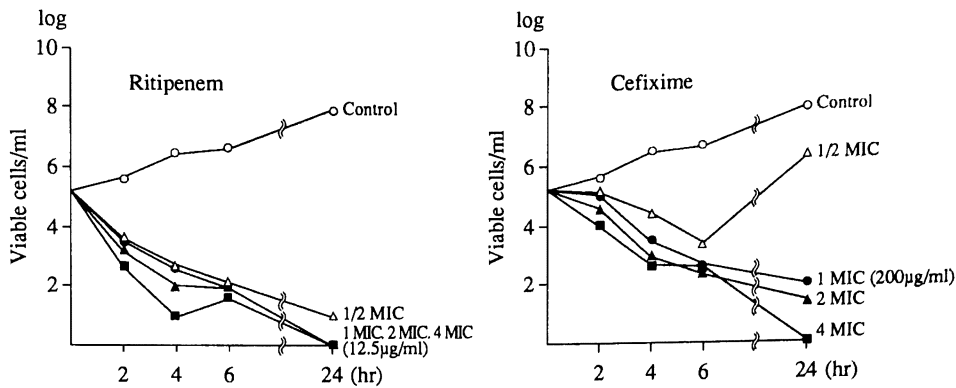 log
10
8
6
4
2
Viable cells/ml
Ritipenem
Control
1/2 MIC
1 MIC. 2 MIC. 4 MIC
(12.5µg/ml)
2 4 6 24 (hr)
log
10
8
6
4
2
Viable cells/ml
Cefixime
Control
1/2 MIC
1 MIC (200µg/ml)
2 MIC
4 MIC
2 4 6 24 (hr)